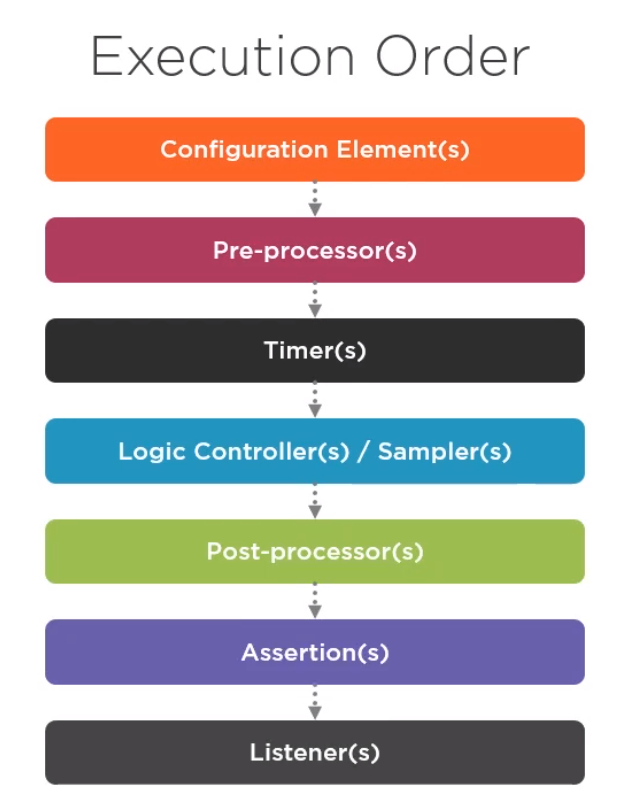 Execution Order
Configuration Element(s)
Pre-processor(s)
Timer(s)
Logic Controller(s) / Sampler(s)
Post-processor(s)
Assertion(s)
Listener(s)